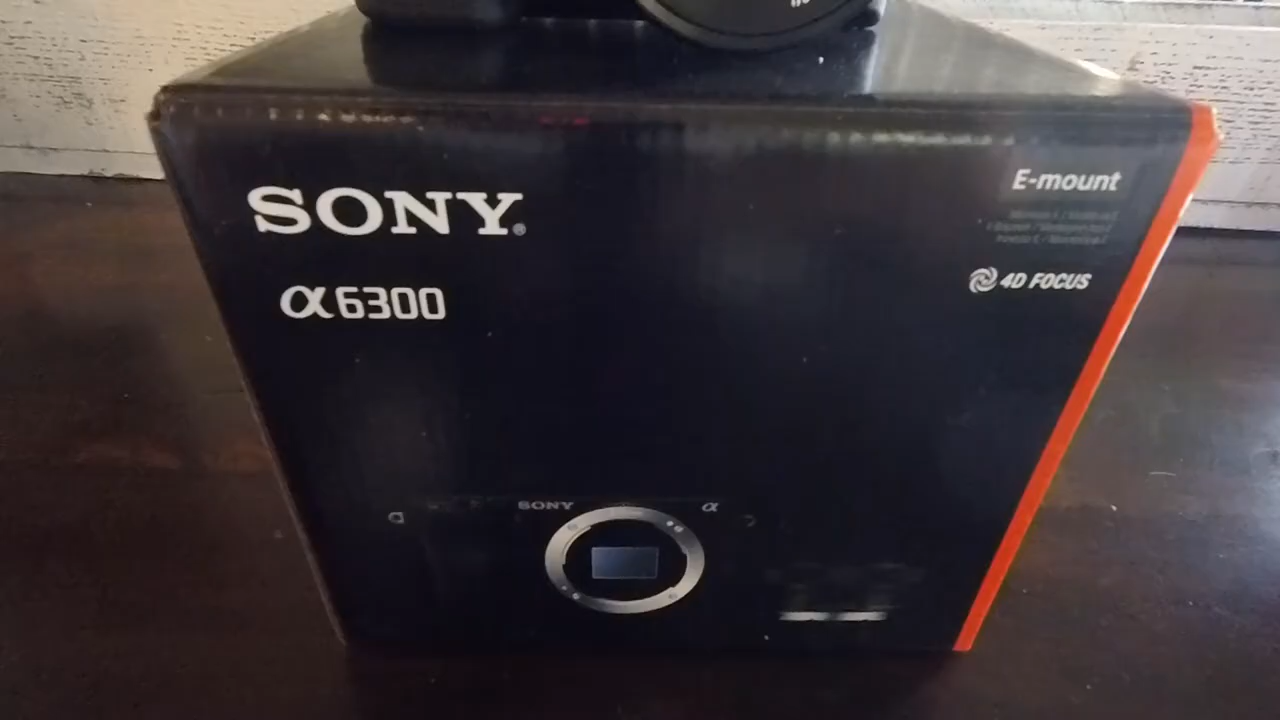 SONY®
E-mount
α6300
4D FOCUS
SONY
α